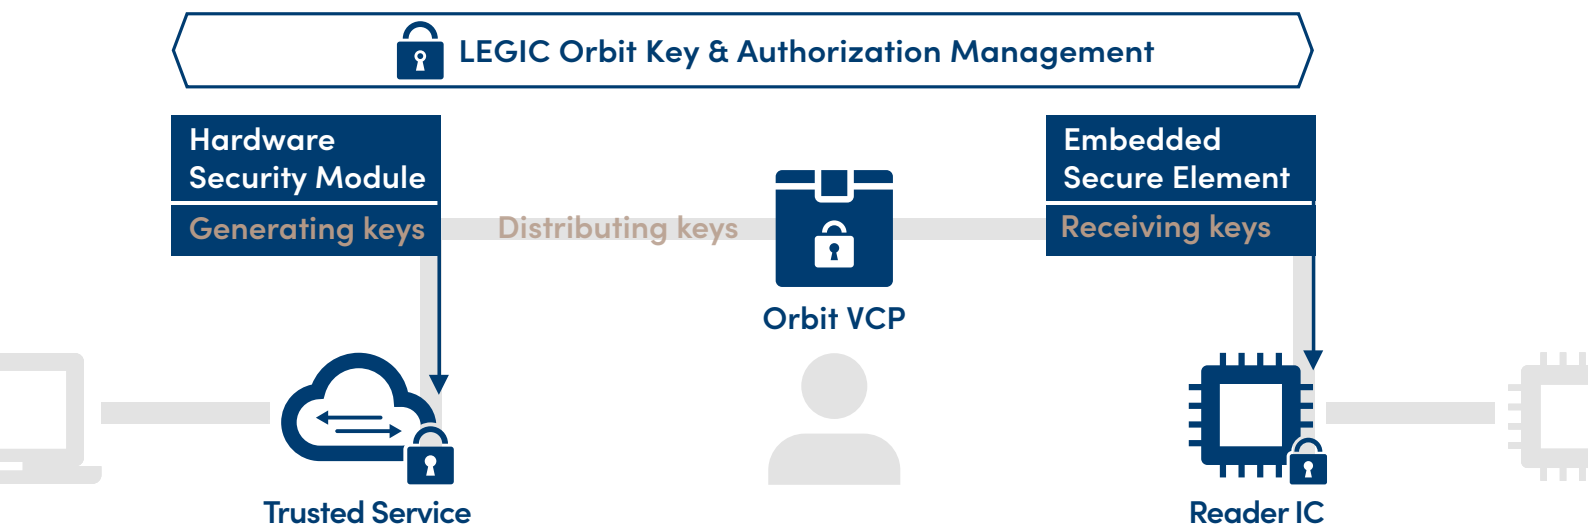 LEGIC Orbit Key & Authorization Management
Hardware
Security Module
Generating keys
Distributing keys
Orbit VCP
Embedded
Secure Element
Receiving keys
Trusted Service
Reader IC